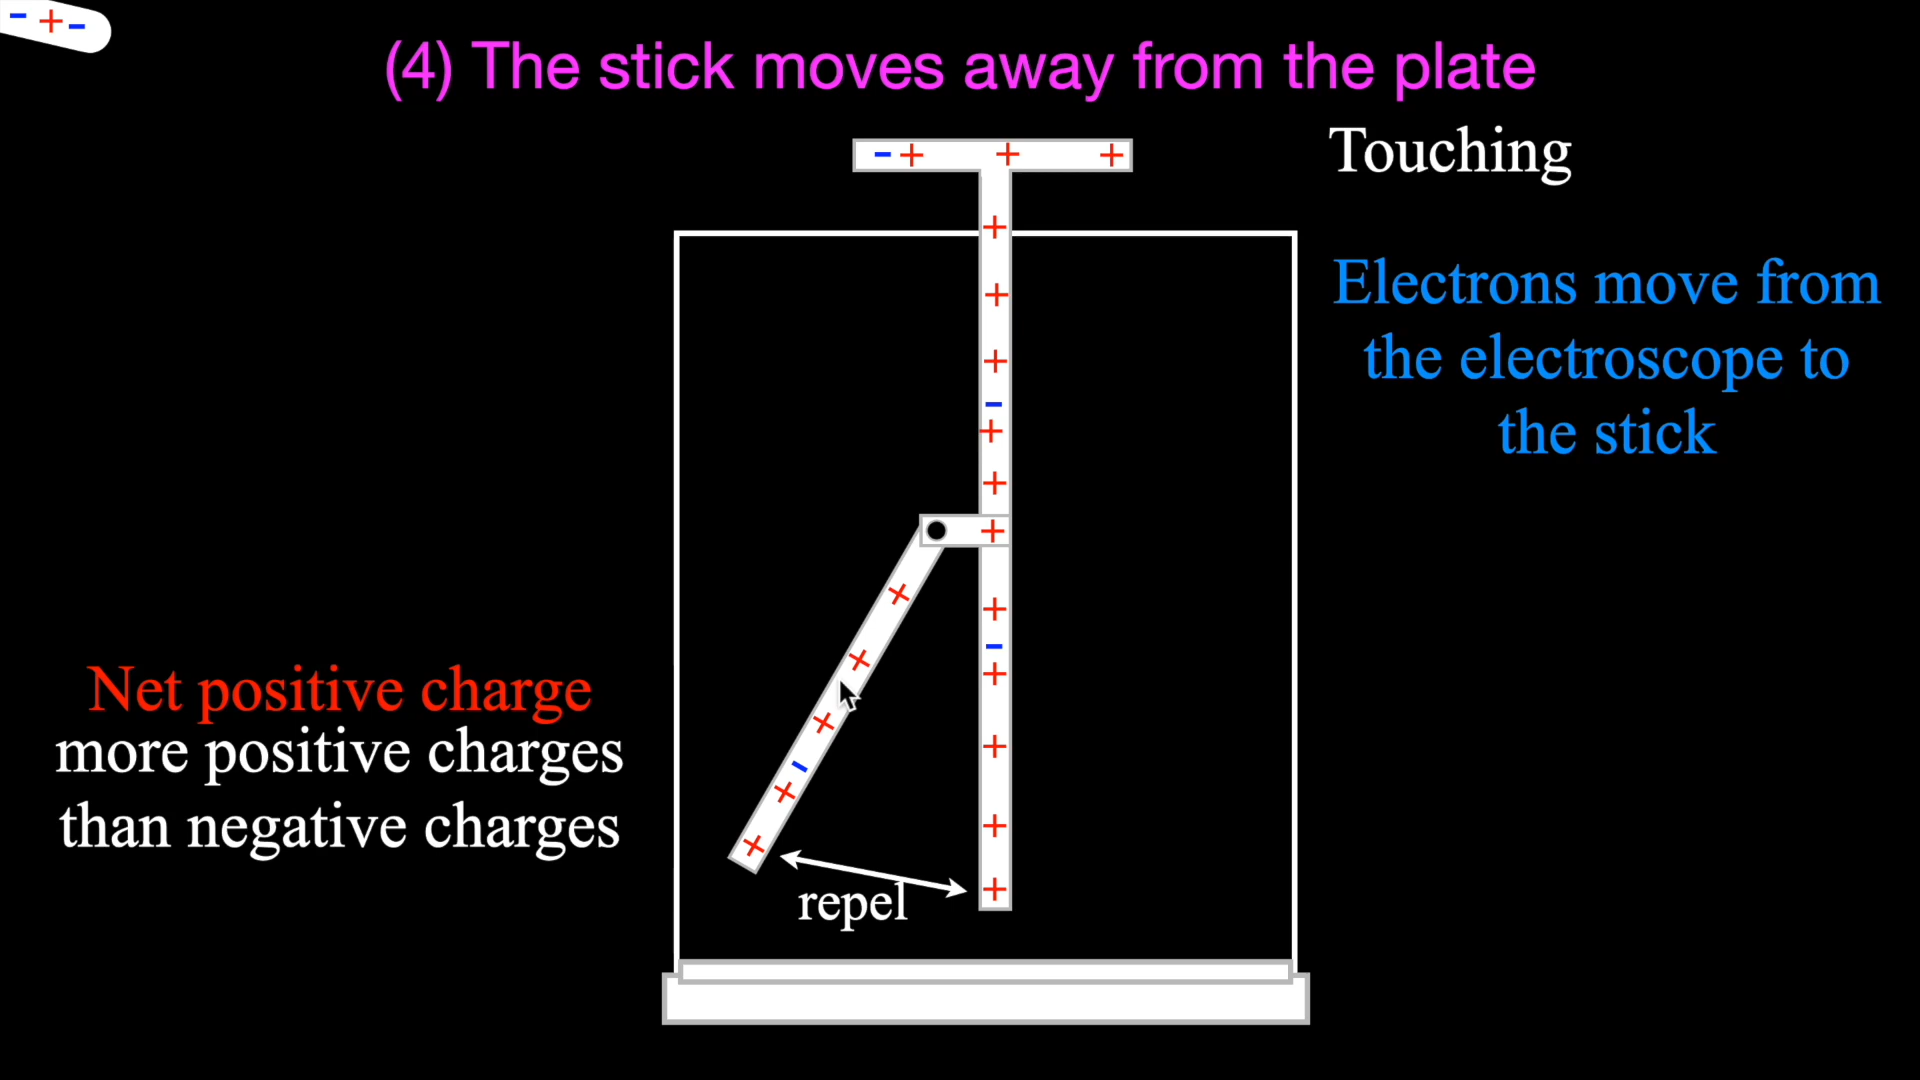 (4) The stick moves away from the plate
Touching
Electrons move from
the electroscope to
the stick
Net positive charge
more positive charges
than negative charges
repel